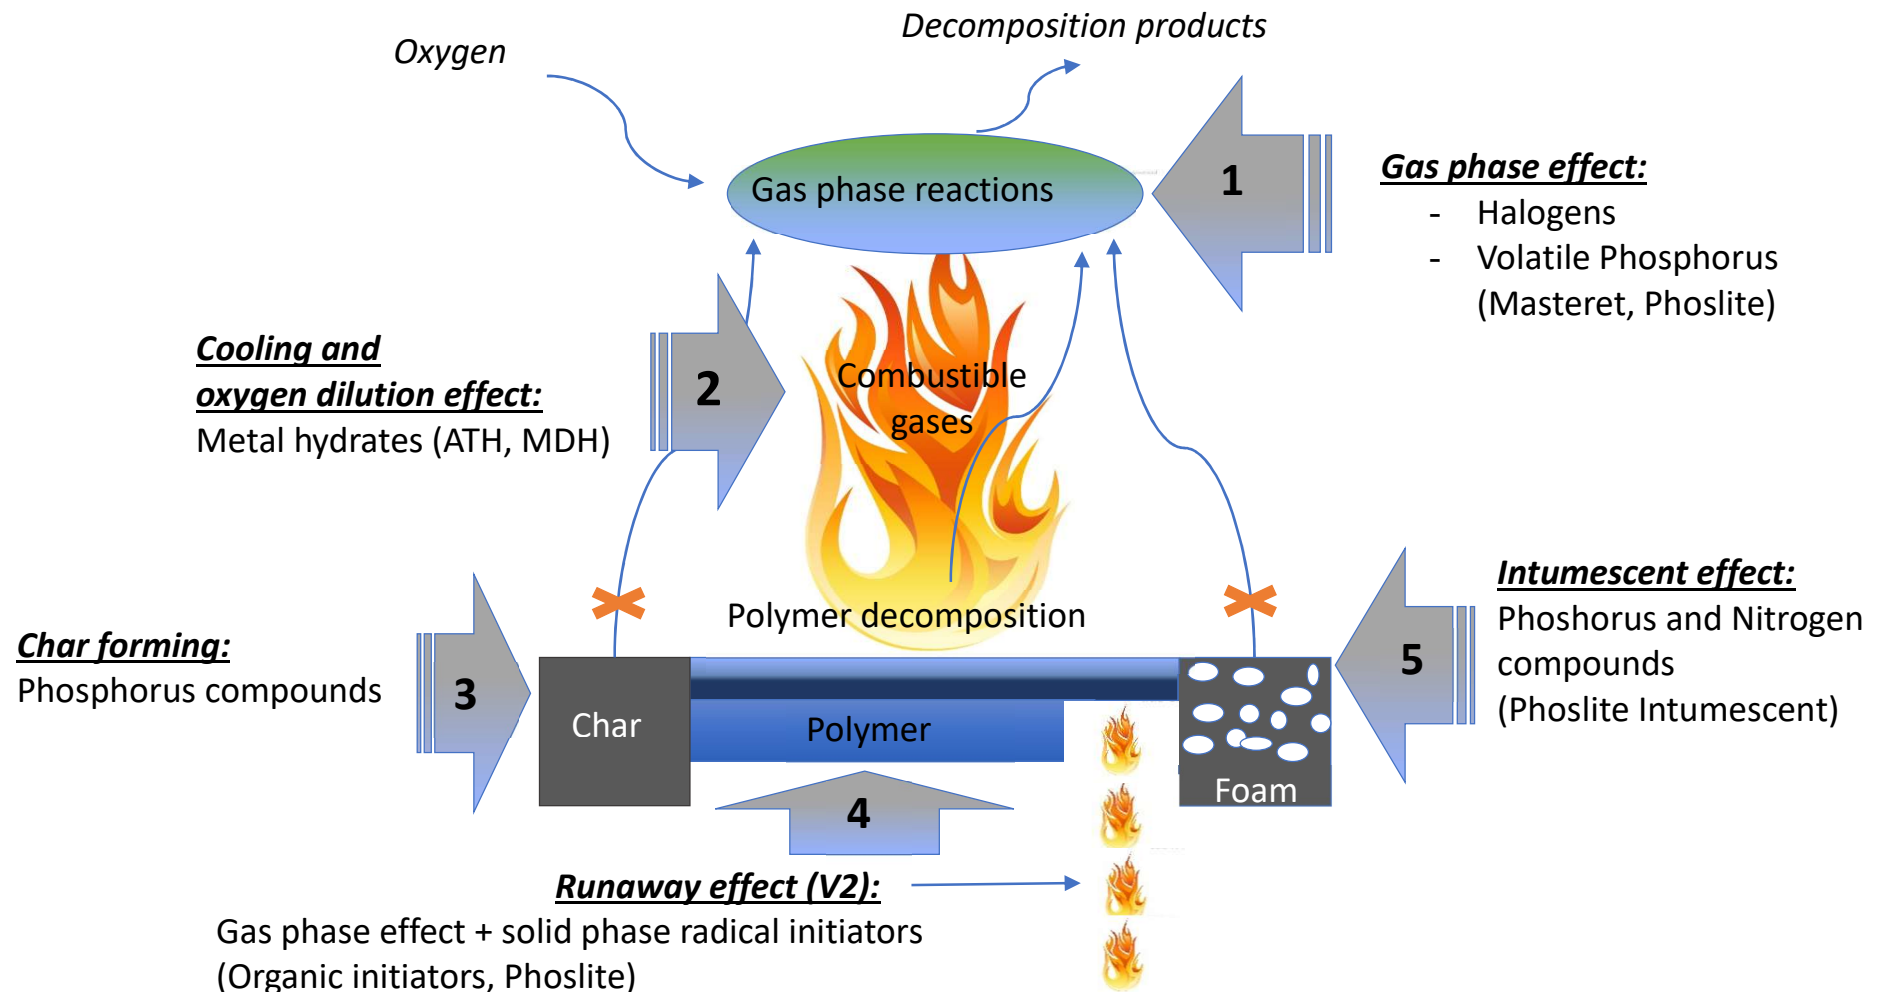 Oxygen
Decomposition products
Gas phase reactions
1
Gas phase effect:
- Halogens
- Volatile Phosphorus
(Masteret, Phoslite)
Cooling and
oxygen dilution effect:
Metal hydrates (ATH, MDH)
2
Combustible
gases
Polymer decomposition
Char forming:
Phosphorus compounds
3
Char
Polymer
Foam
5
Intumescent effect:
Phoshorus and Nitrogen
compounds
(Phoslite Intumescent)
4
Runaway effect (V2):
Gas phase effect + solid phase radical initiators
(Organic initiators, Phoslite)